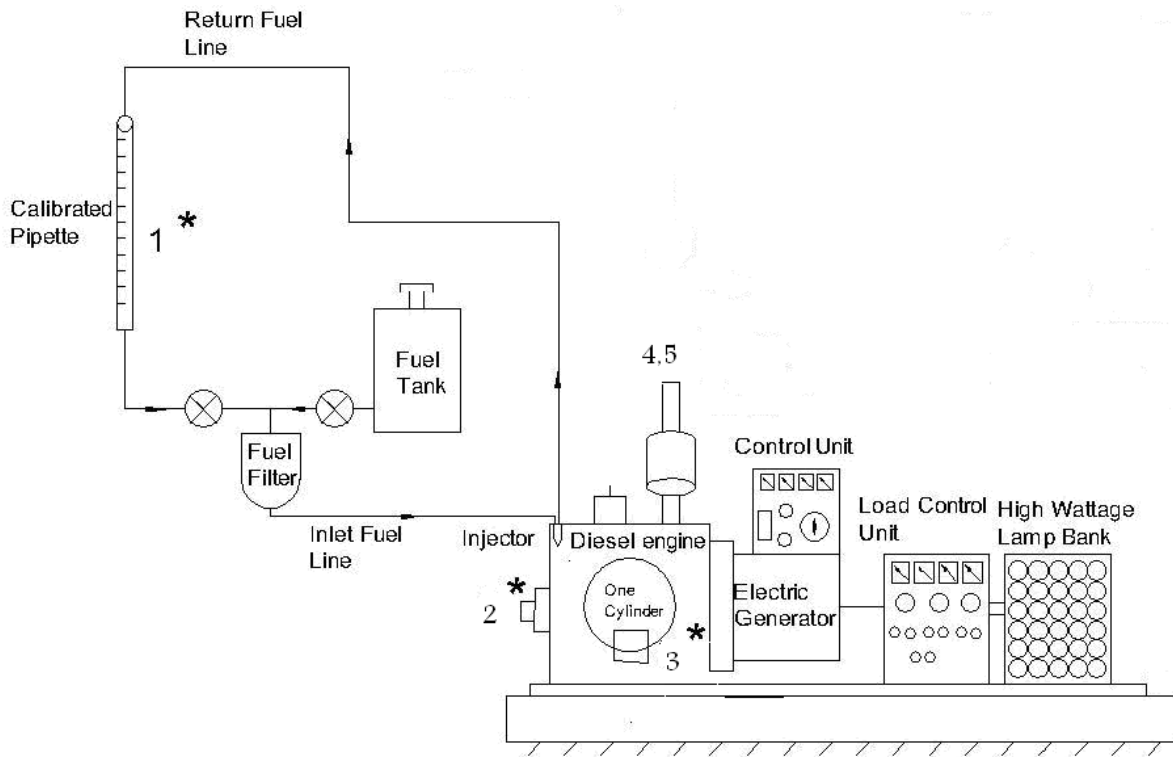 Return Fuel
Line
Calibrated
Pipette
1 *
Fuel
Tank
4,5
Fuel
Filter
Control Unit
Load Control
Unit
High Wattage
Lamp Bank
Inlet Fuel
Line
Injector
Diesel engine
One
Cylinder
Electric
Generator
*
2
*
3